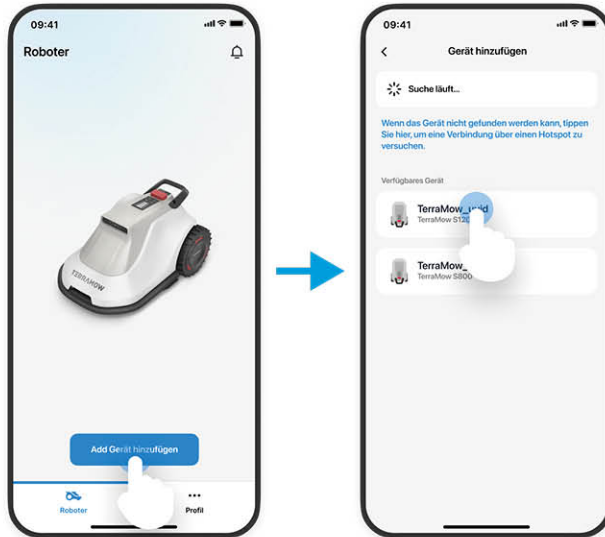 09:41
Roboter
TERRAMOW
Add Gerät hinzufügen
Roboter
Profil
09:41
Gerät hinzufügen
Suche läuft...
Wenn das Gerät nicht gefunden werden kann, tippen
Sie hier, um eine Verbindung über einen Hotspot zu
versuchen.
Verfügbares Gerät
TerraMow_uuid
TerraMow S120
TerraMow_
TerraMow S800